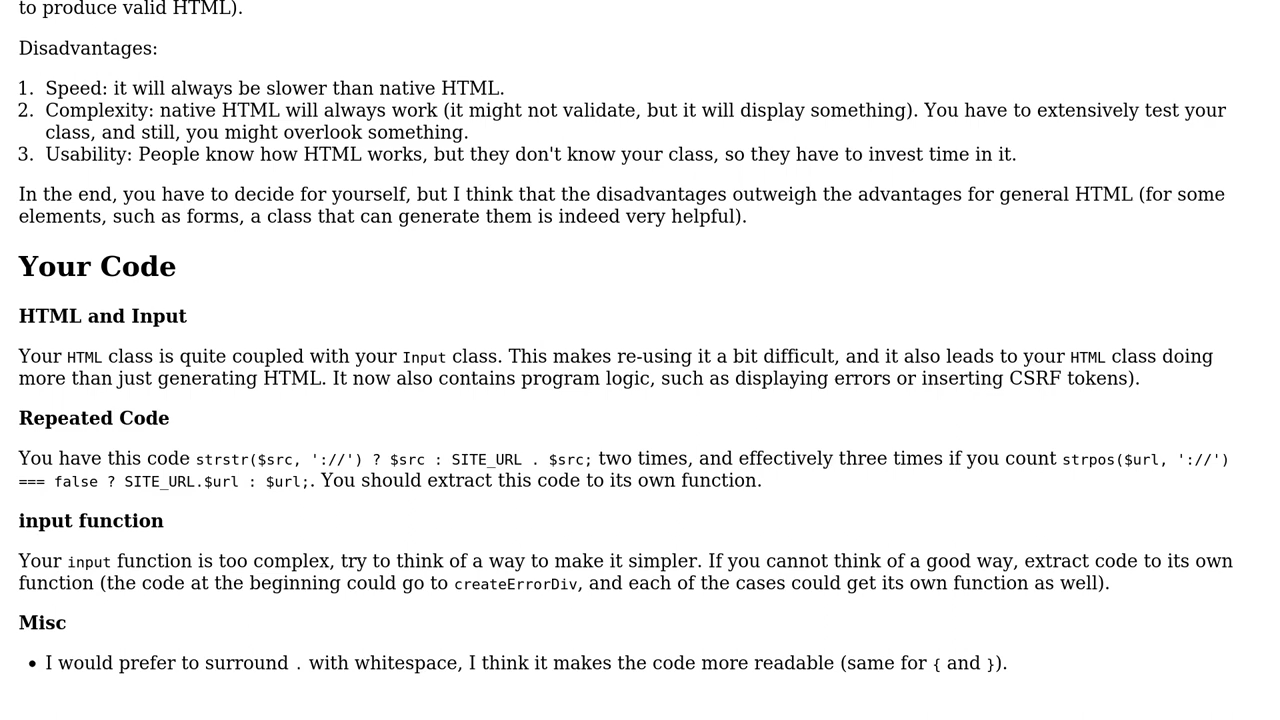 to produce valid HTML).
Disadvantages:
1. Speed: it will always be slower than native HTML.
2. Complexity: native HTML will always work (it might not validate, but it will display something). You have to extensively test your
class, and still, you might overlook something.
3. Usability: People know how HTML works, but they don't know your class, so they have to invest time in it.
In the end, you have to decide for yourself, but I think that the disadvantages outweigh the advantages for general HTML (for some
elements, such as forms, a class that can generate them is indeed very helpful).
Your Code
HTML and Input
Your HTML class is quite coupled with your Input class. This makes re-using it a bit difficult, and it also leads to your HTML class doing
more than just generating HTML. It now also contains program logic, such as displaying errors or inserting CSRF tokens).
Repeated Code
You have this code strstr($src, '://') ? $src : SITE_URL . $src; two times, and effectively three times if you count strpos($url, '://')
=== false ? SITE_URL.$url : $url;. You should extract this code to its own function.
input function
Your input function is too complex, try to think of a way to make it simpler. If you cannot think of a good way, extract code to its own
function (the code at the beginning could go to createErrorDiv, and each of the cases could get its own function as well).
Misc
• I would prefer to surround . with whitespace, I think it makes the code more readable (same for { and }).